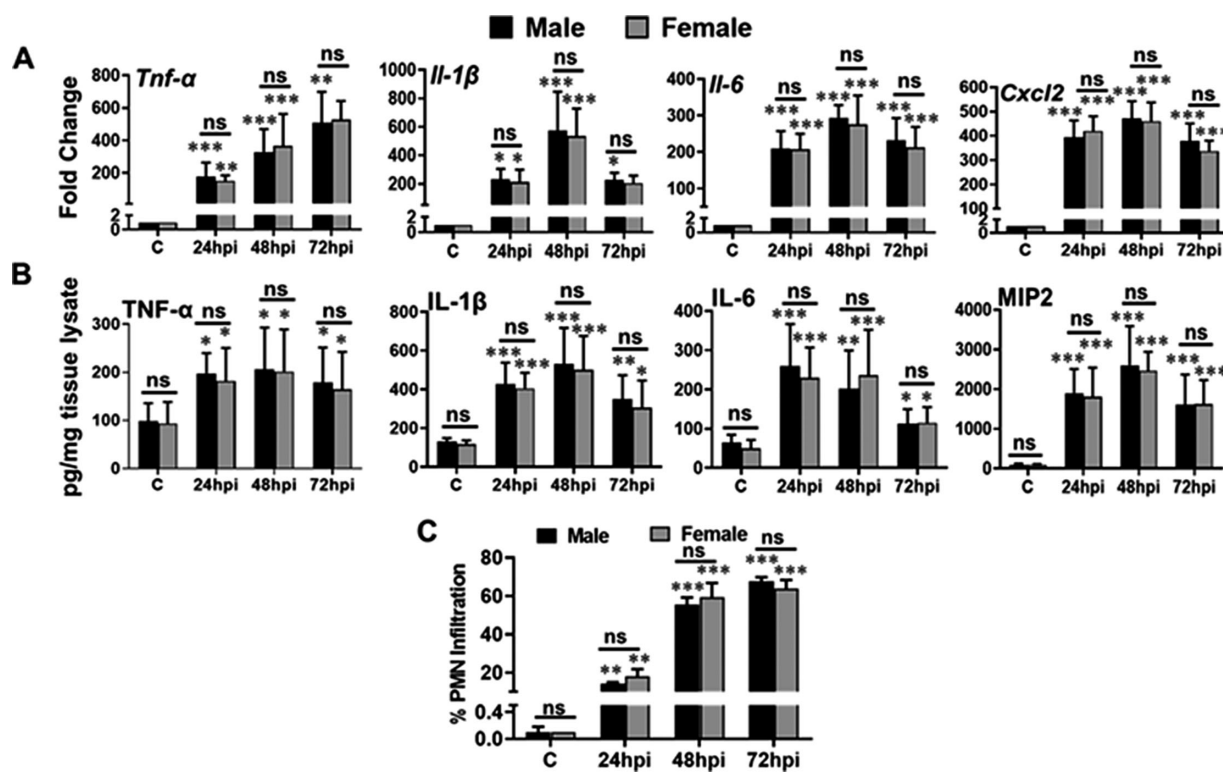 Male Female
A
Tnf-α
Fold Change
800
600
400
200
2
0
** ns
*** ns ***
*** ns **
C 24hpi 48hpi 72hpi
Il-1β
1000
800
600
400
200
2
0
ns
* *
ns
*** ***
ns
*
C 24hpi 48hpi 72hpi
Il-6
400
300
200
100
2
0
ns
*** ***
ns
*** ***
ns
*** ***
C 24hpi 48hpi 72hpi
Cxcl2
600
500
400
300
200
100
2
0
ns
*** ***
ns
*** ***
ns
*** ***
C 24hpi 48hpi 72hpi
B
TNF-α
pg/mg tissue lysate
300
200
100
0
ns
ns
* *
ns
* *
ns
* *
C 24hpi 48hpi 72hpi
IL-1β
800
600
400
200
0
ns
ns
*** ***
ns
*** ***
ns
** *
C 24hpi 48hpi 72hpi
IL-6
400
300
200
100
0
ns
ns
*** ***
ns
** ***
ns
* *
C 24hpi 48hpi 72hpi
MIP2
4000
3000
2000
1000
0
ns
ns
*** ***
ns
*** ***
ns
*** ***
C 24hpi 48hpi 72hpi
C
Male Female
% PMN Infiltration
80
60
40
20
0.4
0.0
ns
ns
** **
ns
*** ***
ns
*** ***
C 24hpi 48hpi 72hpi